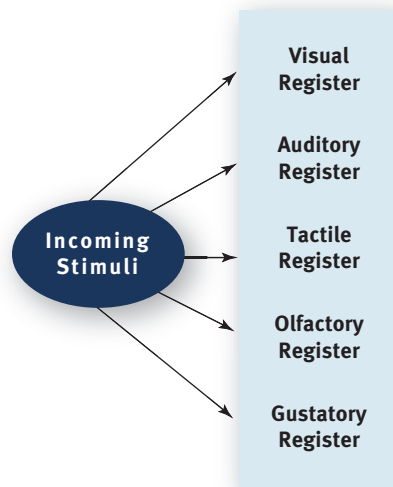 Incoming
Stimuli
Visual
Register
Auditory
Register
Tactile
Register
Olfactory
Register
Gustatory
Register